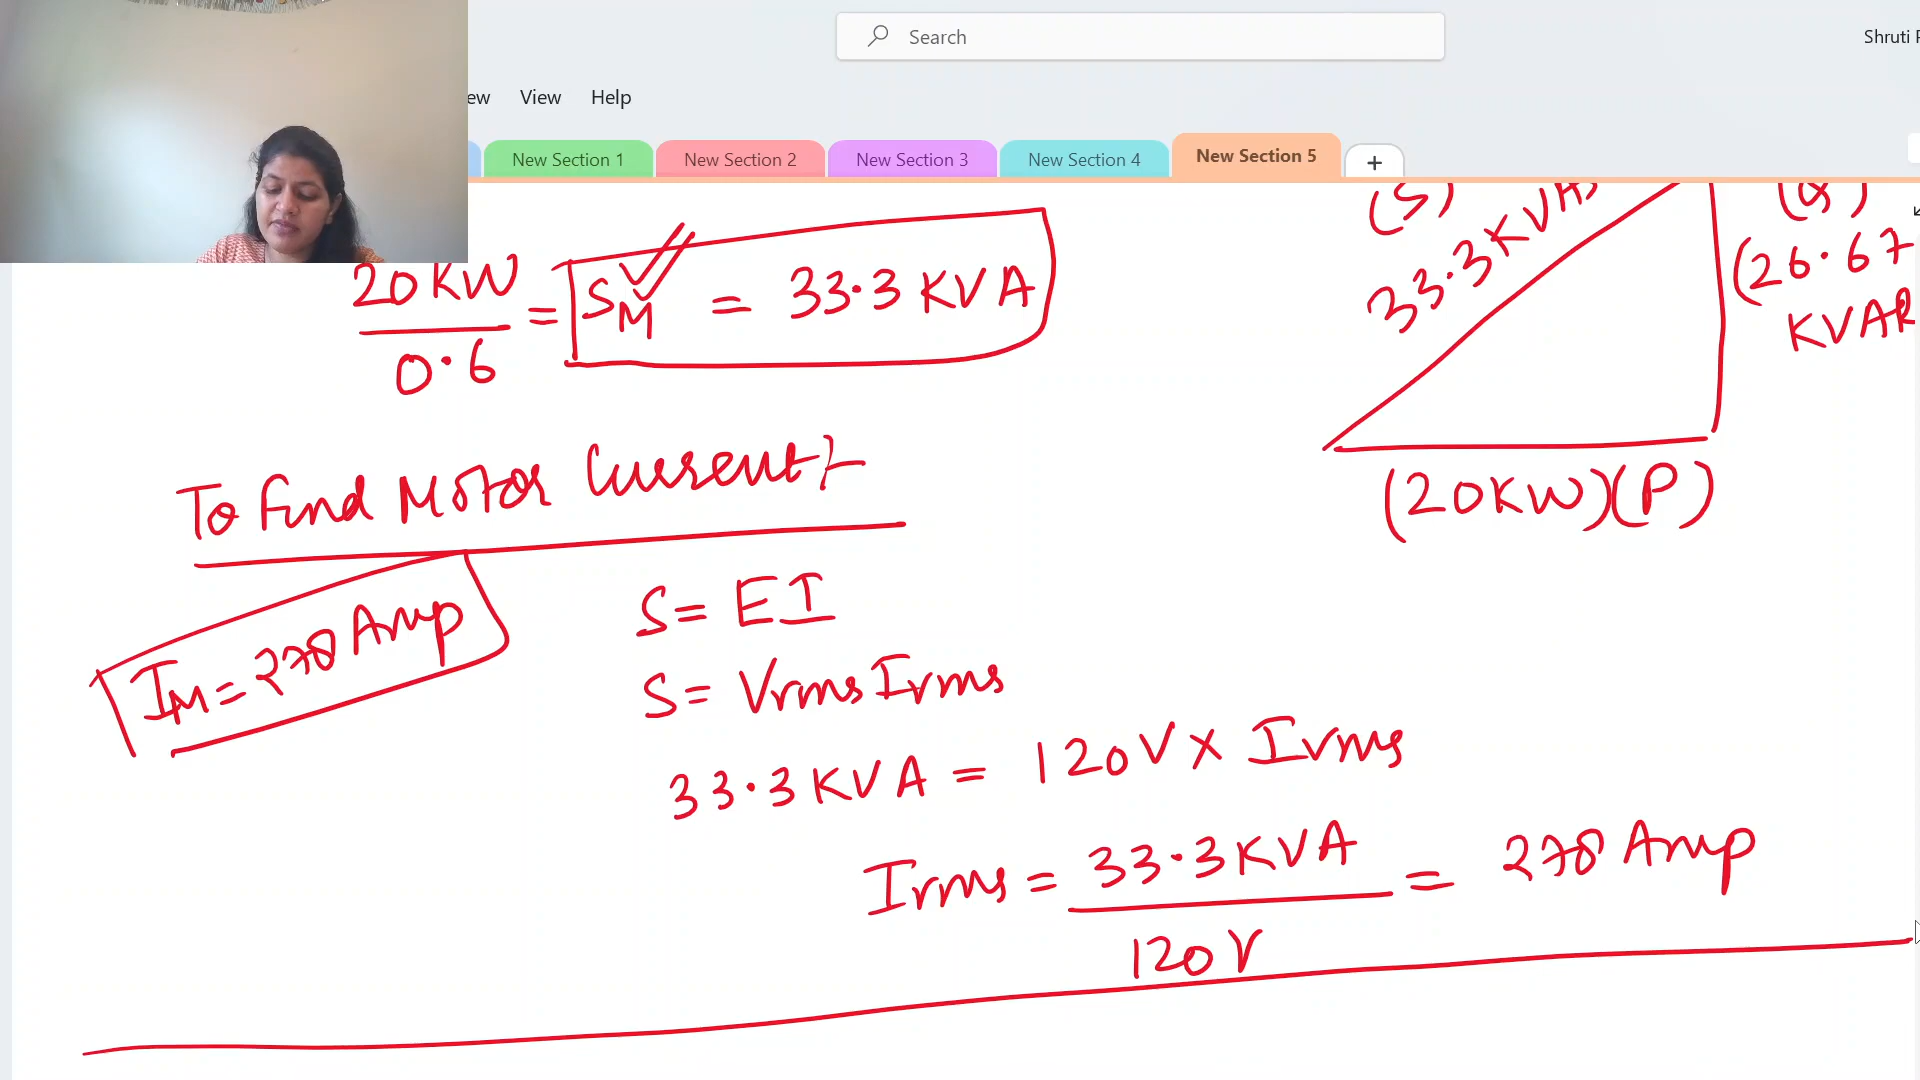 Search
Shruti
ew View Help
New Section 1 New Section 2 New Section 3 New Section 4 New Section 5 +
20KW / 0.6 = SM = 33.3 KVA
(S)
33.3KVA
(Q)
(26.67
KVAR
(20KW)(P)
To Find Motor Current:-
IM = 278 Amp
S = EI
S = Vrms Irms
33.3KVA = 120V X Irms
Irms = 33.3KVA / 120V = 278 Amp